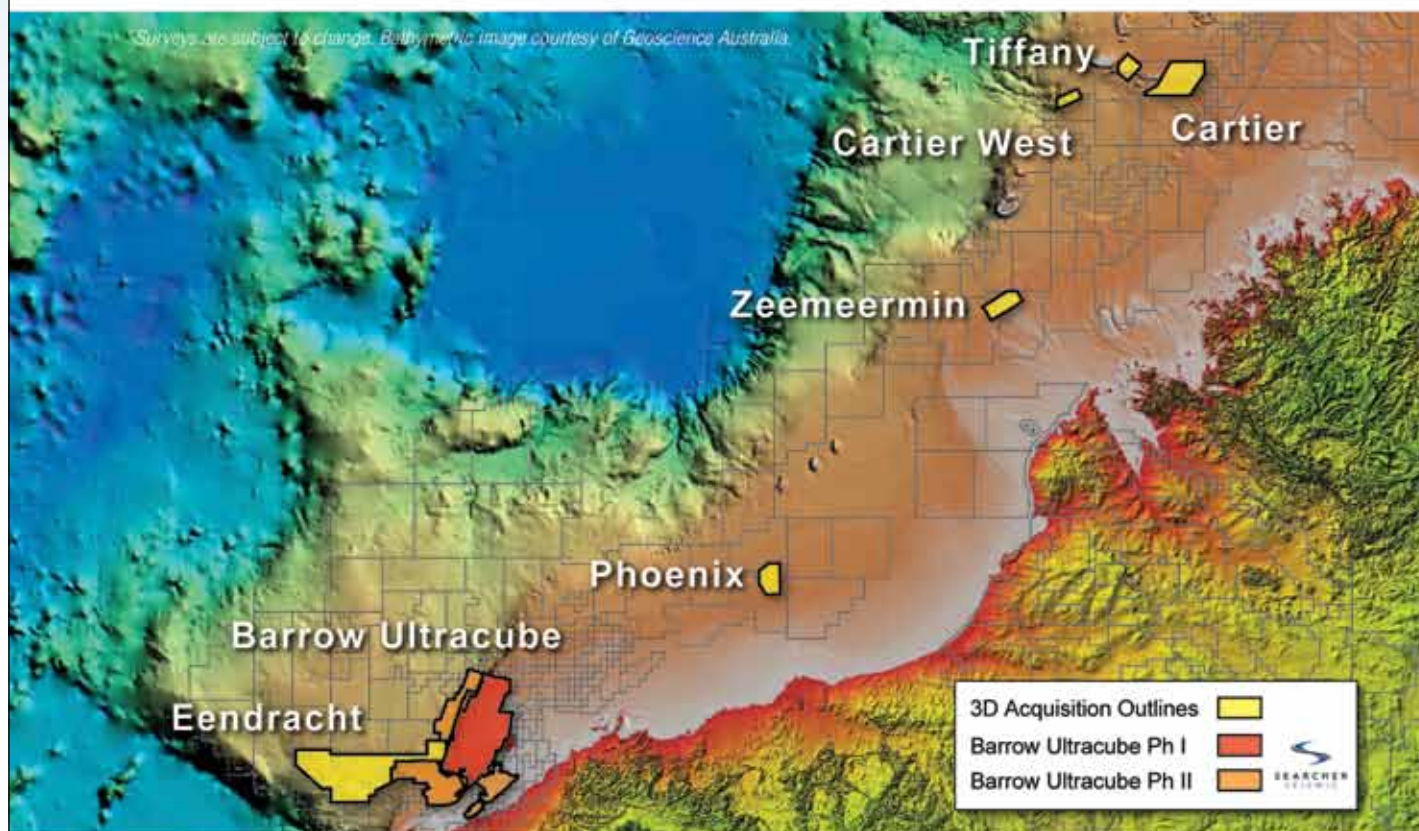 *Surveys are subject to change. Bathymetric image courtesy of Geoscience Australia.
Tiffany
Cartier West
Cartier
Zeemeermin
Phoenix
Barrow Ultracube
Eendracht
3D Acquisition Outlines
Barrow Ultracube Ph I
Barrow Ultracube Ph II
SEARCHER
SEISMIC